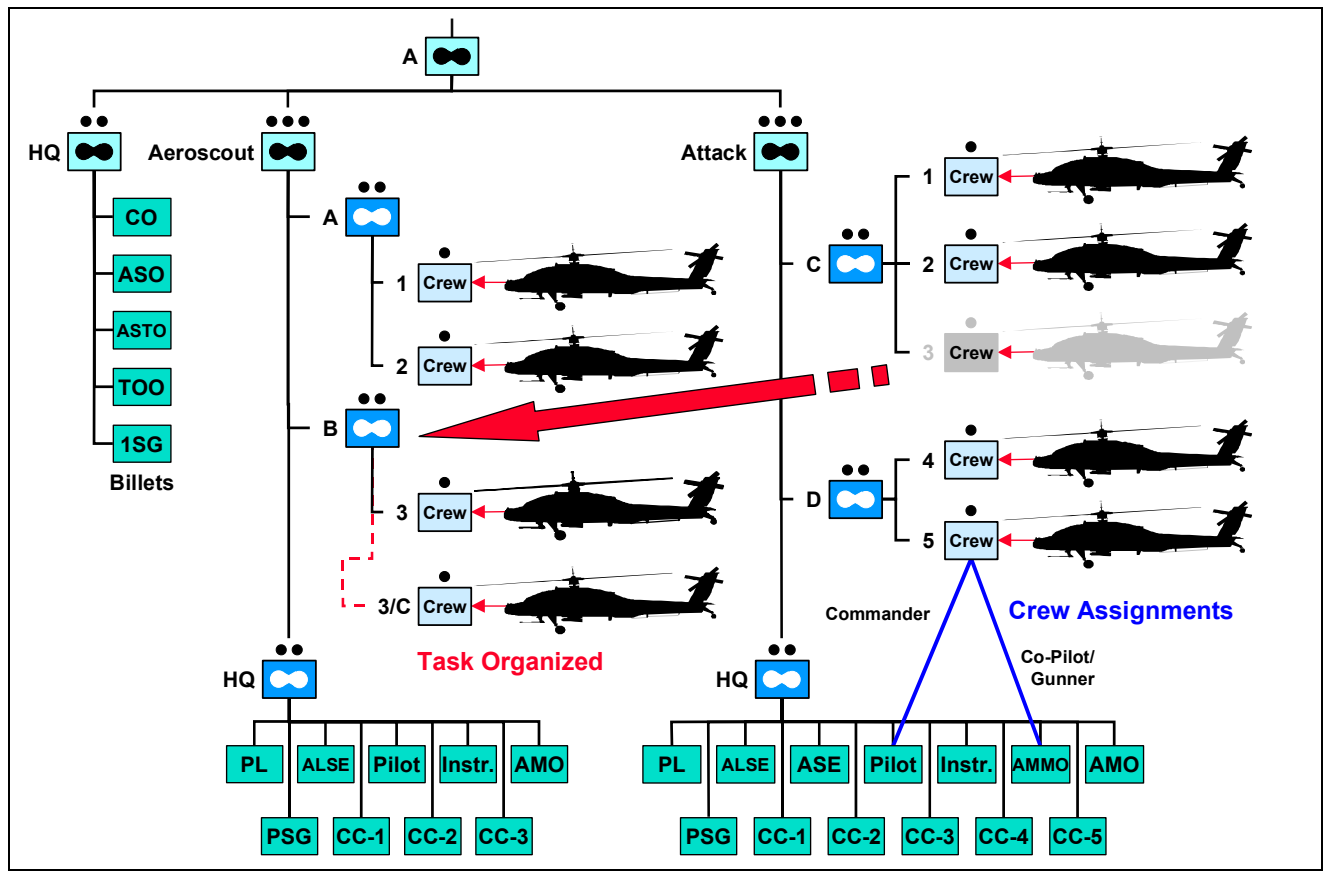 A
HQ
Aeroscout
Attack
CO
ASO
ASTO
TOO
1SG
Billets
A
1 Crew
2 Crew
B
3 Crew
3/C Crew
Task Organized
HQ
PL ALSE Pilot Instr. AMO
PSG CC-1 CC-2 CC-3
C
1 Crew
2 Crew
3 Crew
D
4 Crew
5 Crew
Commander
Crew Assignments
Co-Pilot/
Gunner
HQ
PL ALSE ASE Pilot Instr. AMMO AMO
PSG CC-1 CC-2 CC-3 CC-4 CC-5